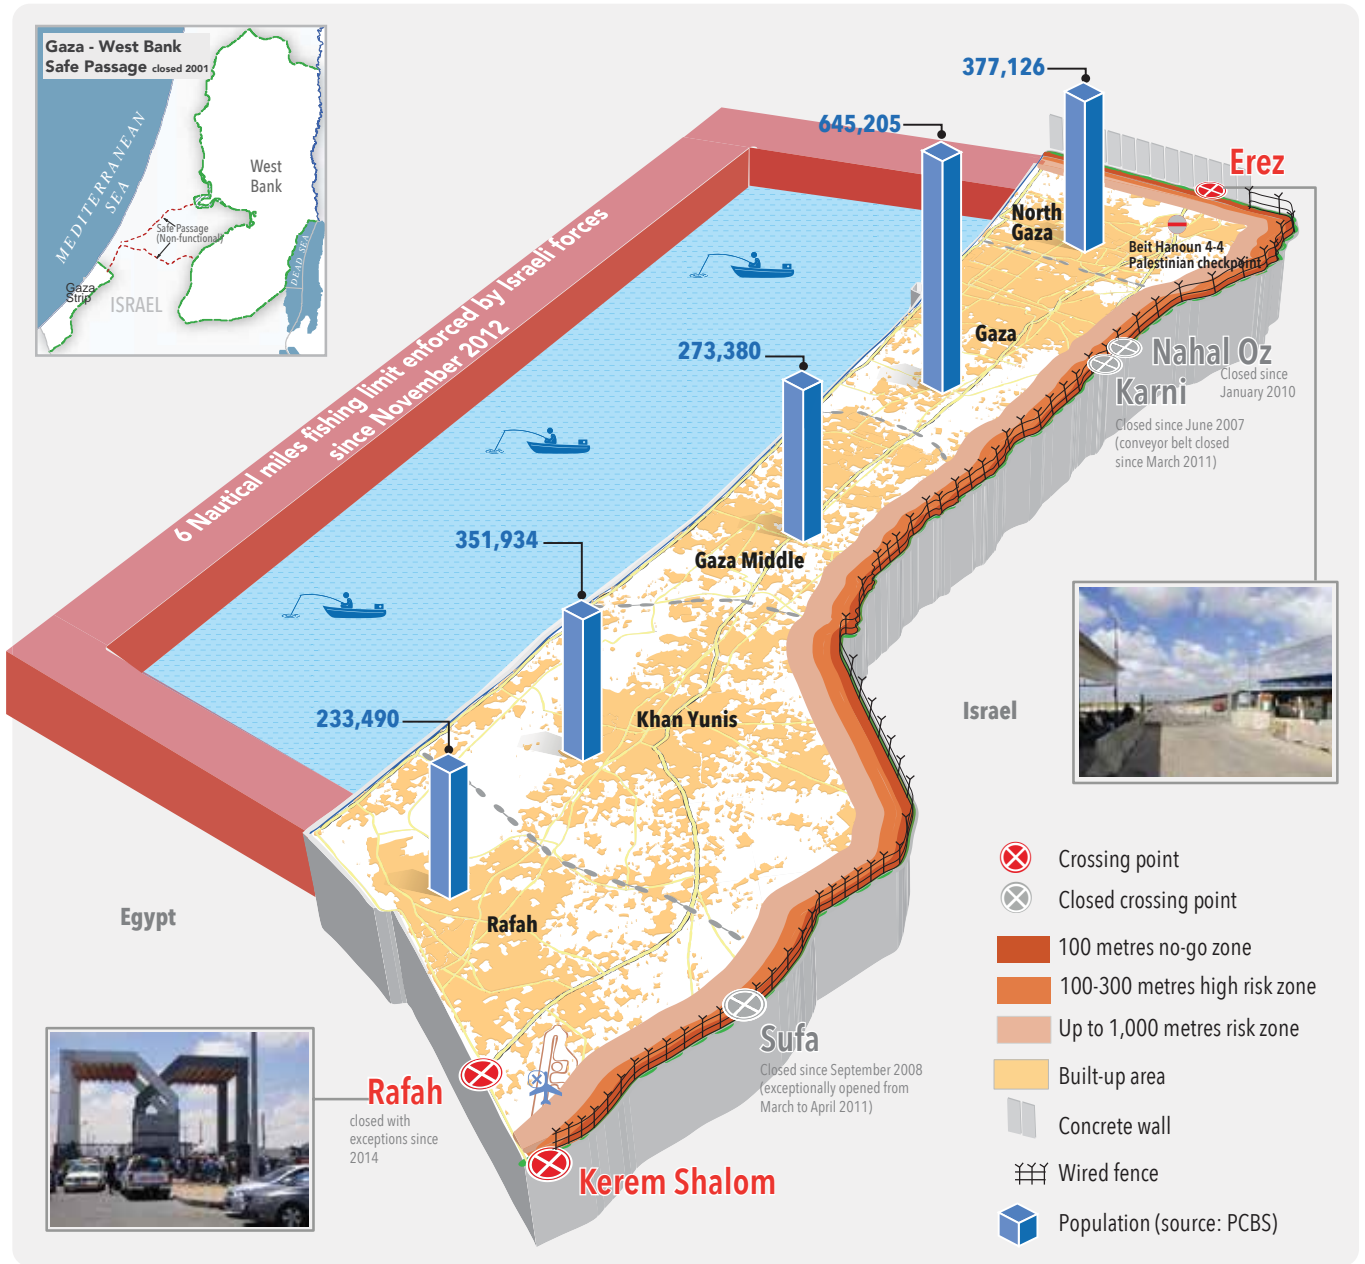 Gaza - West Bank
Safe Passage closed 2001
MEDITERRANEAN
SEA
West
Bank
Safe Passage
(Non-functional)
DEAD SEA
Gaza
Strip
ISRAEL
377,126
645,205
Erez
North
Gaza
Beit Hanoun 4-4
Palestinian checkpoint
6 Nautical miles fishing limit enforced by Israeli forces
since November 2012
Gaza
273,380
Nahal Oz
Closed since
January 2010
Karni
Closed since June 2007
(conveyor belt closed
since March 2011)
351,934
Gaza Middle
233,490
Khan Yunis
Israel
Egypt
Rafah
Crossing point
Closed crossing point
100 metres no-go zone
100-300 metres high risk zone
Up to 1,000 metres risk zone
Built-up area
Concrete wall
Wired fence
Population (source: PCBS)
Sufa
Closed since September 2008
(exceptionally opened from
March to April 2011)
Rafah
closed with
exceptions since
2014
Kerem Shalom